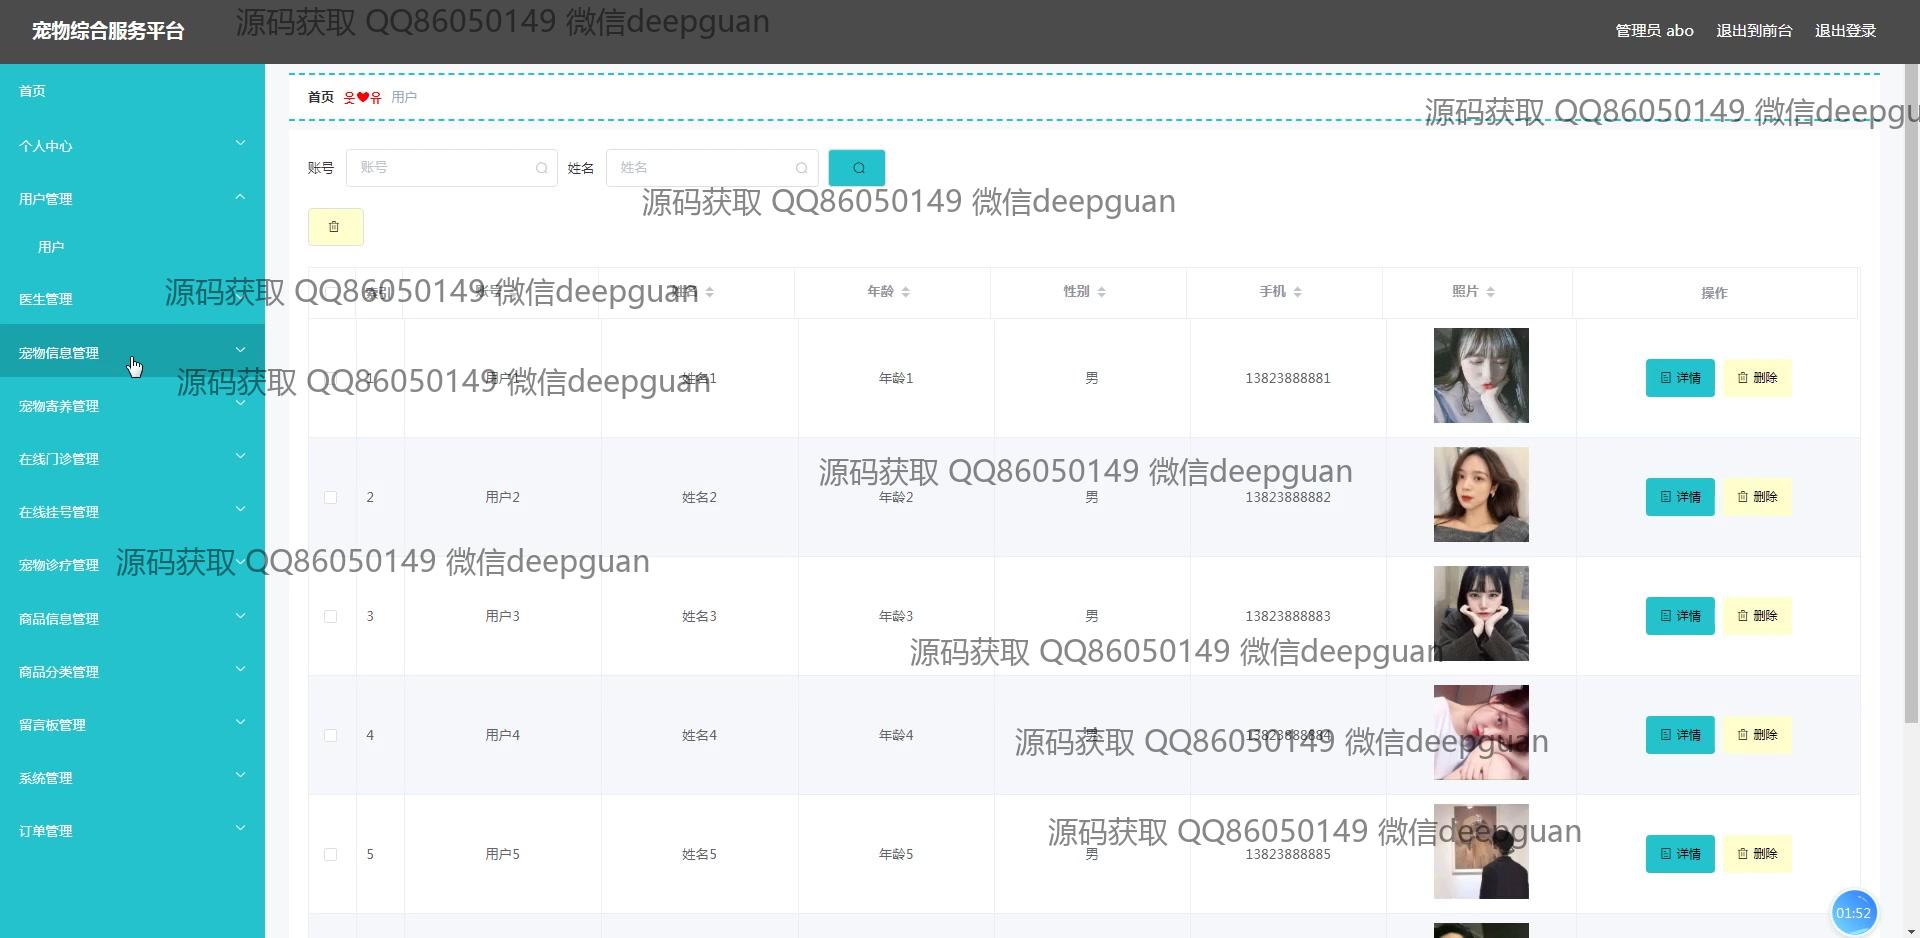 宠物综合服务平台
源码获取 QQ86050149 微信deepguan
管理员 abo 退出到前台 退出登录
首页
个人中心
用户管理
用户
医生管理
宠物信息管理
宠物寄养管理
在线门诊管理
在线挂号管理
宠物诊疗管理
商品信息管理
商品分类管理
留言板管理
系统管理
订单管理
首页 웃❤유 用户
源码获取 QQ86050149 微信deepgu
账号 账号 姓名 姓名
源码获取 QQ86050149 微信deepguan
源码获取 QQ86050149 微信deepguan
索引 账号 姓名 年龄 性别 手机 照片 操作
源码获取 QQ86050149 微信deepguan
1 用户1 姓名1 年龄1 男 13823888881 详情 删除
源码获取 QQ86050149 微信deepguan
2 用户2 姓名2 年龄2 男 13823888882 详情 删除
源码获取 QQ86050149 微信deepguan
3 用户3 姓名3 年龄3 男 13823888883 详情 删除
源码获取 QQ86050149 微信deepguan
4 用户4 姓名4 年龄4 男 13823888884 详情 删除
源码获取 QQ86050149 微信deepguan
源码获取 QQ86050149 微信deepguan
5 用户5 姓名5 年龄5 男 13823888885 详情 删除
01:52